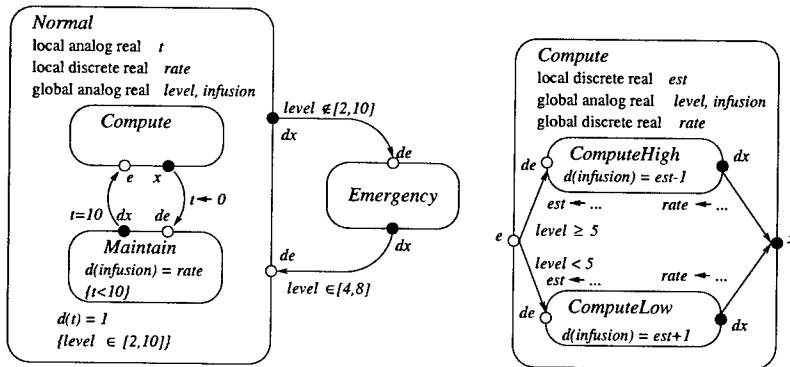 Normal
local analog real t
local discrete real rate
global analog real level, infusion
Compute
e x
t ← 0
t=10 dx de
Maintain
d(infusion) = rate
{t<10}
d(t) = 1
{level ∈ [2,10]}
level ∉[2,10]
dx
de
Emergency
dx
de
level ∈[4,8]
Compute
local discrete real est
global analog real level, infusion
global discrete real rate
ComputeHigh
de
dx
d(infusion) = est-1
est ← ... rate ← ...
e
level ≥ 5
x
level < 5
est ← ... rate ← ...
ComputeLow
de
dx
d(infusion) = est+1